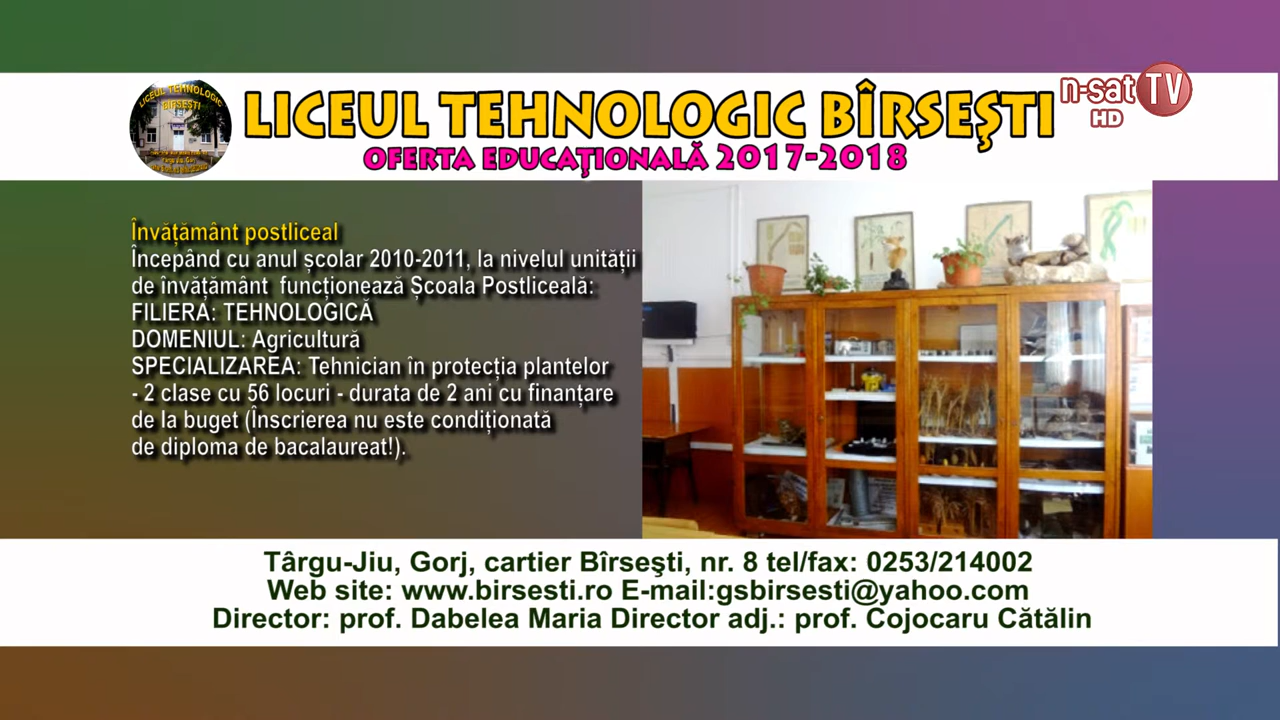 LICEUL TEHNOLOGIC
BÎRSEŞTI
LICEUL TEHNOLOGIC BÎRSEŞTI
n-sat TV
HD
OFERTA EDUCAŢIONALĂ 2017-2018
Învățământ postliceal
Începând cu anul școlar 2010-2011, la nivelul unității
de învățământ funcționează Școala Postliceală:
FILIERA: TEHNOLOGICĂ
DOMENIUL: Agricultură
SPECIALIZAREA: Tehnician în protecția plantelor
- 2 clase cu 56 locuri - durata de 2 ani cu finanțare
de la buget (Înscrierea nu este condiționată
de diploma de bacalaureat!).
Târgu-Jiu, Gorj, cartier Bîrseşti, nr. 8 tel/fax: 0253/214002
Web site: www.birsesti.ro E-mail:gsbirsesti@yahoo.com
Director: prof. Dabelea Maria Director adj.: prof. Cojocaru Cătălin